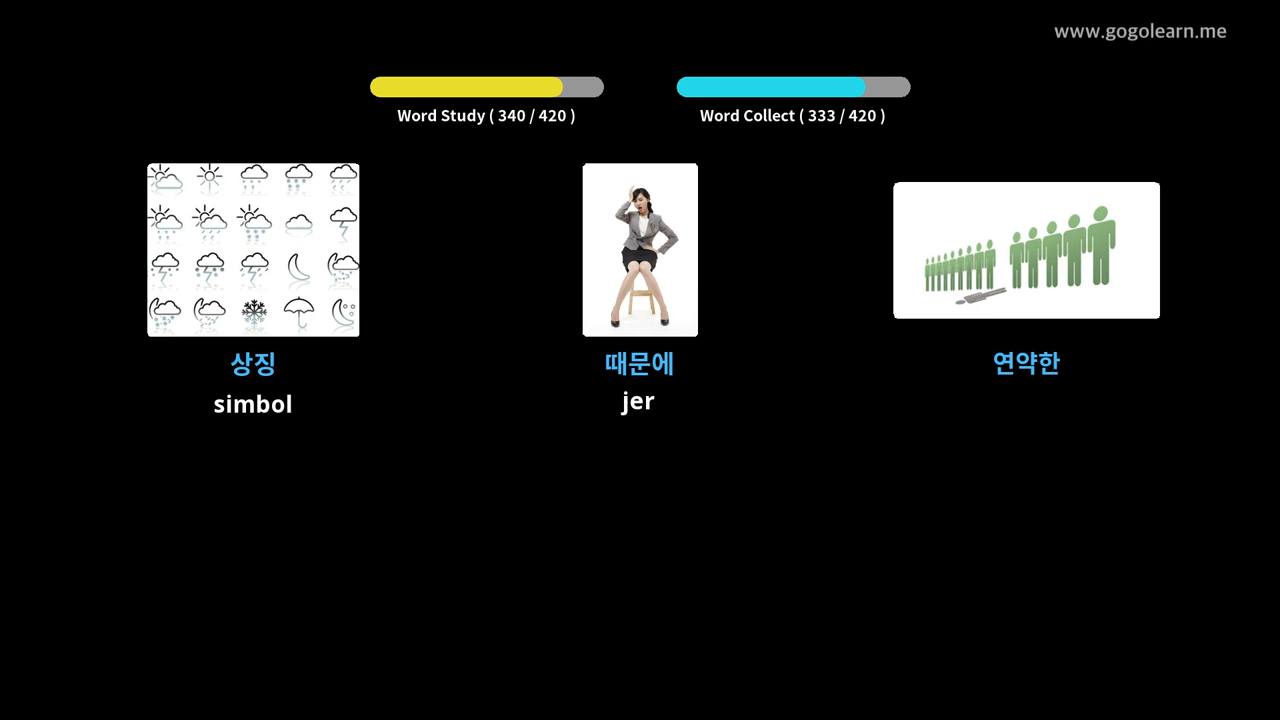 www.gogolearn.me
Word Study ( 340 / 420 )
Word Collect ( 333 / 420 )
상징
때문에
연약한
simbol
jer